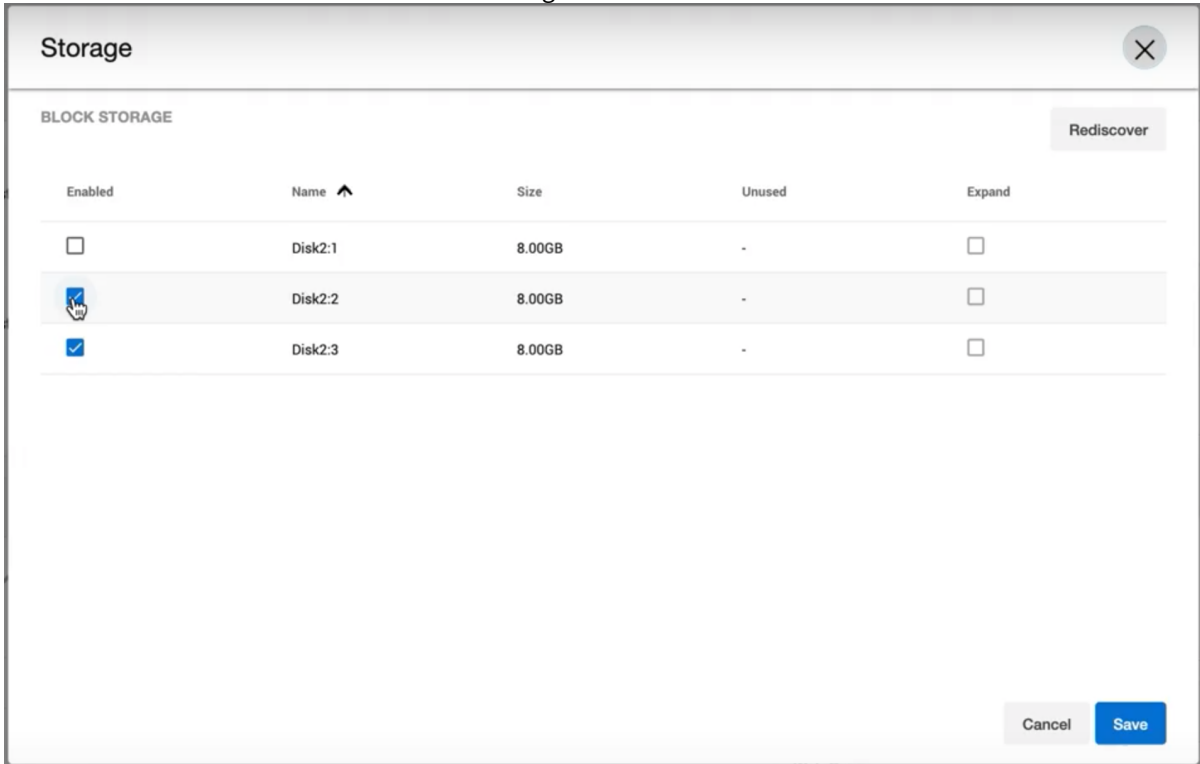 Storage
BLOCK STORAGE
Rediscover
Enabled Name Size Unused Expand
Disk2:1 8.00GB -
Disk2:2 8.00GB -
Disk2:3 8.00GB -
Cancel Save